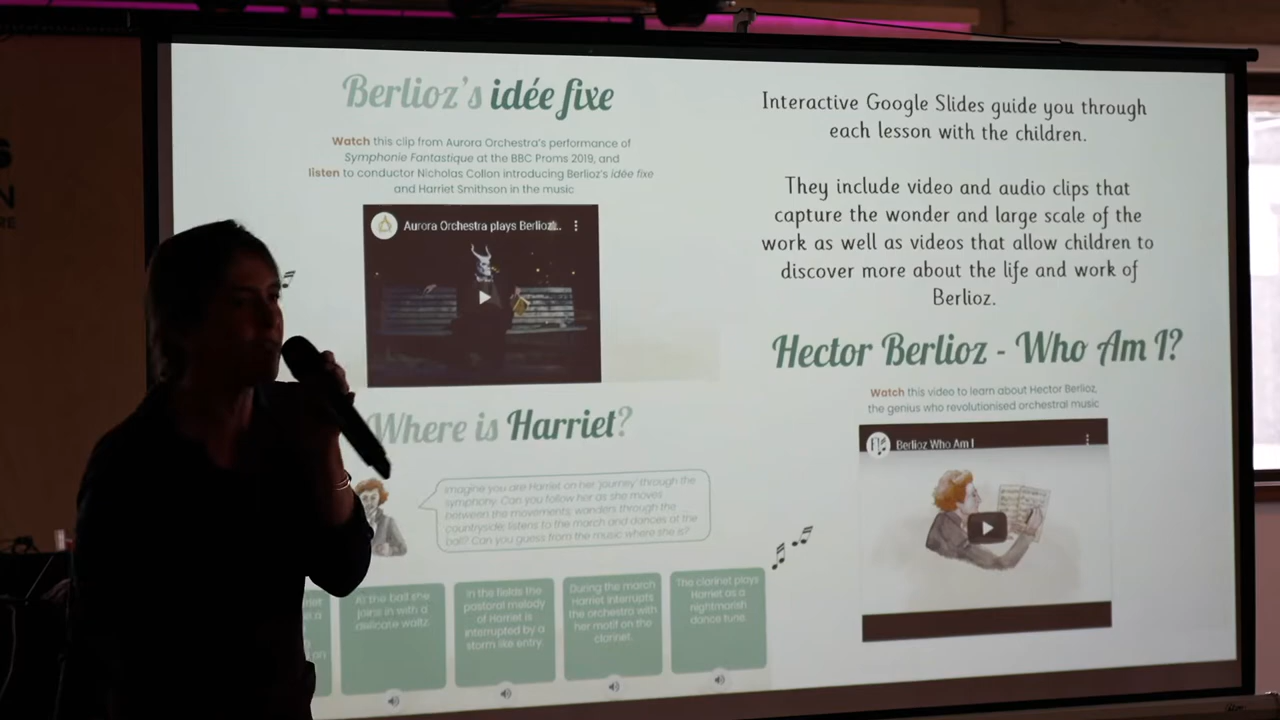 Berlioz's idée fixe
Watch this clip from Aurora Orchestra's performance of
Symphonie Fantastique at the BBC Proms 2019, and
listen to conductor Nicholas Collon introducing Berlioz's idée fixe
and Harriet Smithson in the music
Aurora Orchestra plays Berlioz\..
Where is Harriet?
Imagine you are Harriet on her journey through the
symphony. Can you follow her as she moves
between the movements, wanders through the
countryside, listens to the march and dances at the
ball? Can you guess from the music where she is?
At the ball she
joins in with a
delicate waltz.
In the fields the
pastoral melody
of Harriet is
interrupted by a
storm like entry.
During the march
Harriet interrupts
the orchestra with
her motif on the
clarinet.
The clarinet plays
Harriet as a
nightmarish
dance tune.
Interactive Google Slides guide you through
each lesson with the children.
They include video and audio clips that
capture the wonder and large scale of the
work as well as videos that allow children to
discover more about the life and work of
Berlioz.
Hector Berlioz - Who Am I?
Watch this video to learn about Hector Berlioz,
the genius who revolutionised orchestral music
Berlioz Who Am I